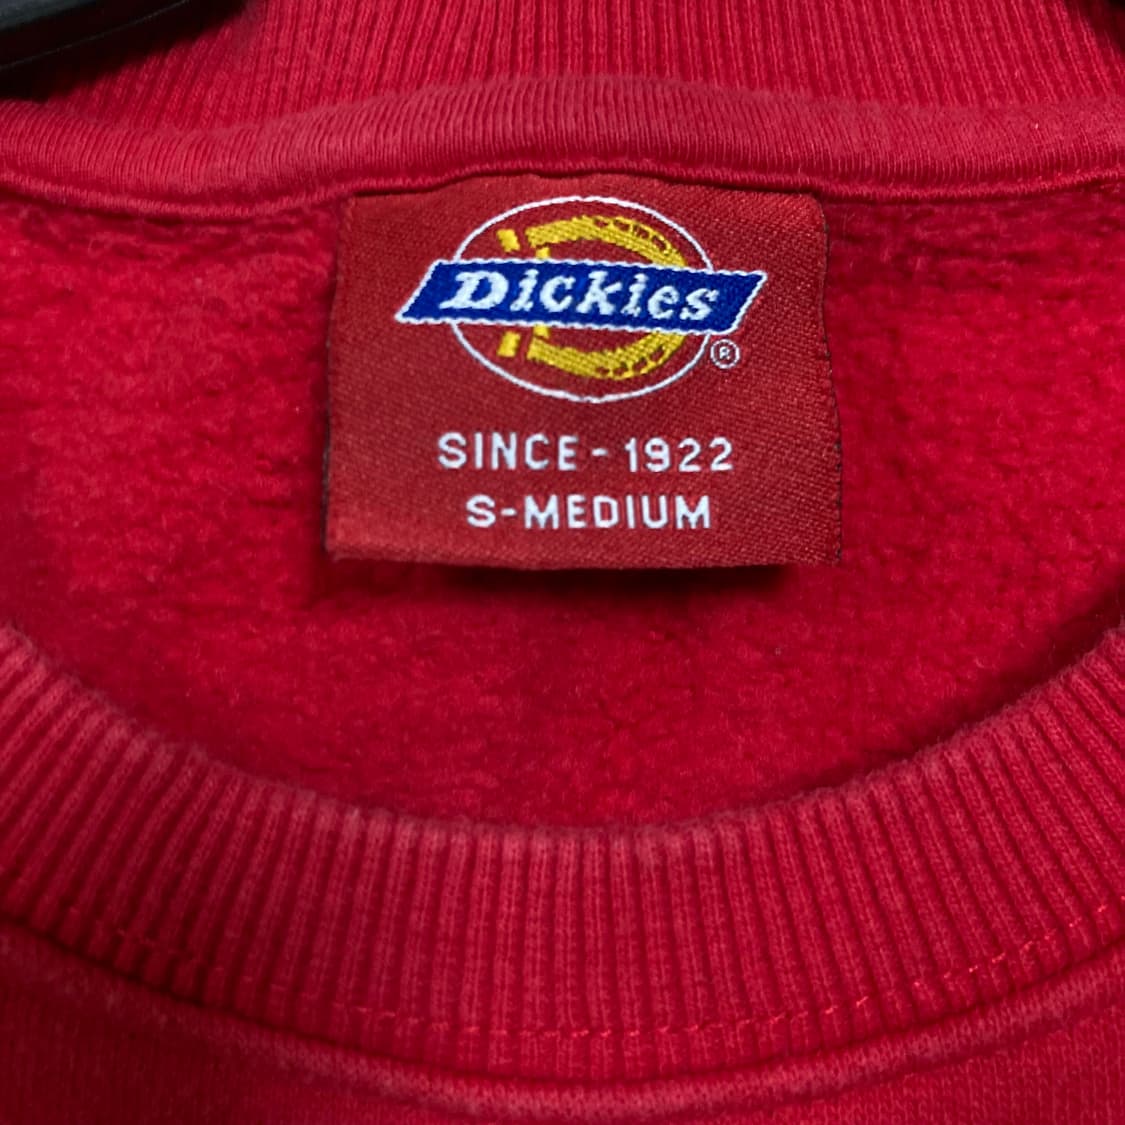 Dickies
®
SINCE-1922
S-MEDIUM